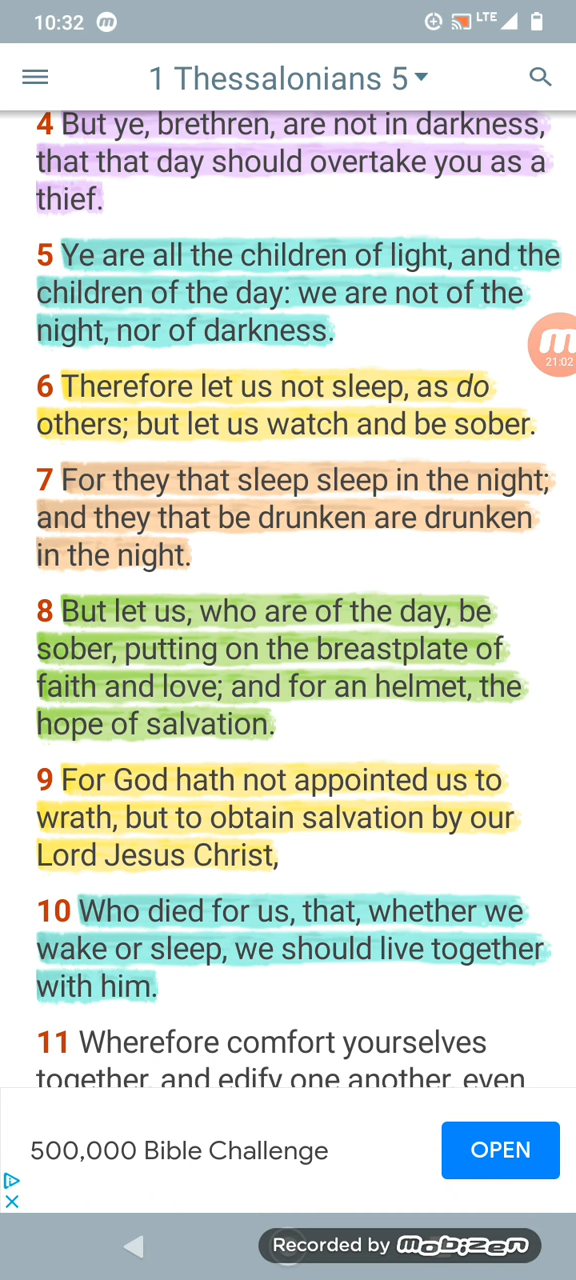 10:32 m LTE
1 Thessalonians 5
4 But ye, brethren, are not in darkness,
that that day should overtake you as a
thief.
5 Ye are all the children of light, and the
children of the day: we are not of the
night, nor of darkness.
m
21:02
6 Therefore let us not sleep, as do
others; but let us watch and be sober.
7 For they that sleep sleep in the night;
and they that be drunken are drunken
in the night.
8 But let us, who are of the day, be
sober, putting on the breastplate of
faith and love; and for an helmet, the
hope of salvation.
9 For God hath not appointed us to
wrath, but to obtain salvation by our
Lord Jesus Christ,
10 Who died for us, that, whether we
wake or sleep, we should live together
with him.
11 Wherefore comfort yourselves
together, and edify one another, even
500,000 Bible Challenge
OPEN
Recorded by mobizen